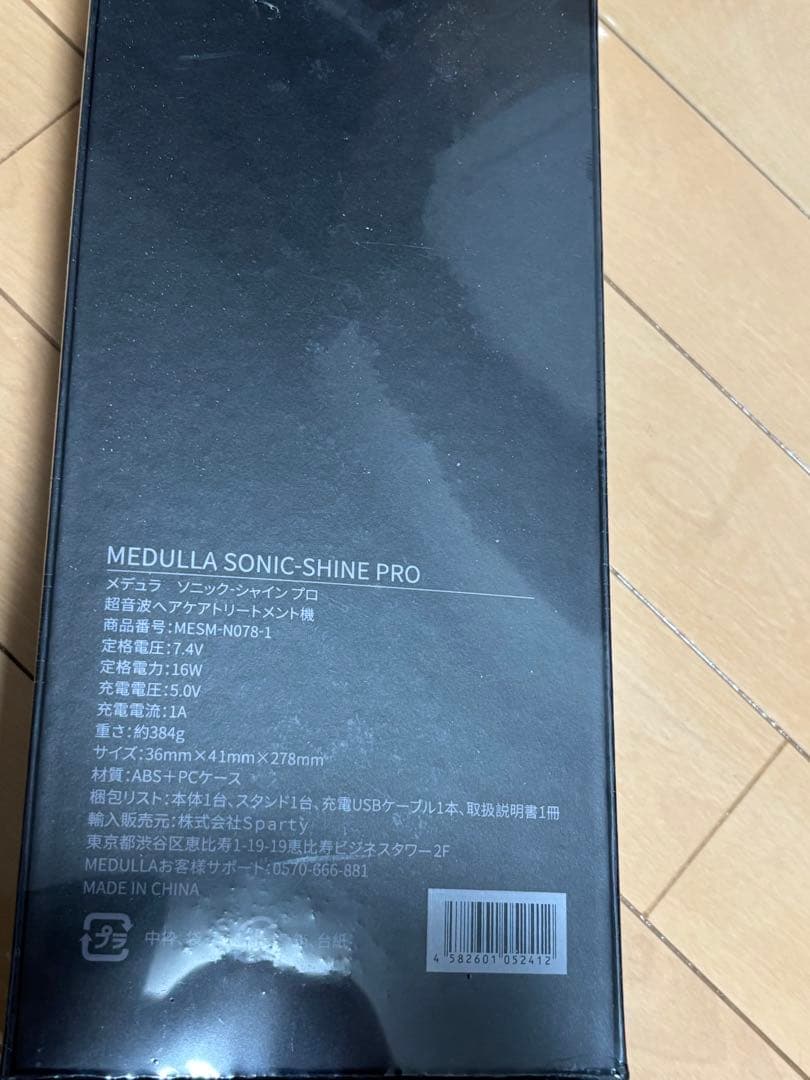 MEDULLA SONIC-SHINE PRO
メデュラ　ソニック-シャイン プロ
超音波ヘアケアトリートメント機
商品番号：MESM-N078-1
定格電圧：7.4V
定格電力：16W
充電電圧：5.0V
充電電流：1A
重さ：約384g
サイズ：36mm×41mm×278mm
材質：ABS＋PCケース
梱包リスト：本体1台、スタンド1台、充電USBケーブル1本、取扱説明書1冊
輸入販売元：株式会社Sparty
東京都渋谷区恵比寿1-19-19恵比寿ビジネスタワー2F
MEDULLAお客様サポート：0570-666-881
MADE IN CHINA
プラ 中枠、袋 台紙
4 582601 052412